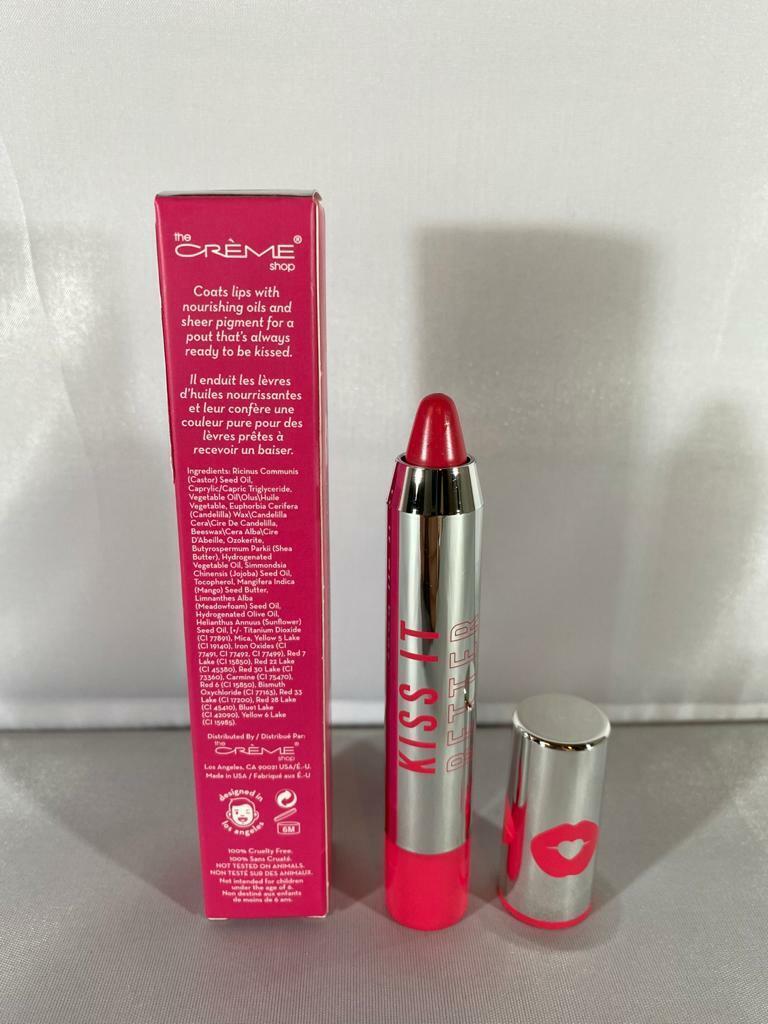 the
CRÈME®
shop
Coats lips with
nourishing oils and
sheer pigment for a
pout that's always
ready to be kissed.
Il enduit les lèvres
d'huiles nourrissantes
et leur confère une
couleur pure pour des
lèvres prêtes à
recevoir un baiser.
Ingredients: Ricinus Communis
(Castor) Seed Oil,
Caprylic/Capric Triglyceride,
Vegetable Oil\Olus\Huile
Vegetable, Euphorbia Cerifera
(Candelilla) Wax\Candelilla
Cera\Cire De Candelilla,
Beeswax\Cera Alba\Cire
D'Abeille, Ozokerite,
Butyrospermum Parkii (Shea
Butter), Hydrogenated
Vegetable Oil, Simmondsia
Chinensis (Jojoba) Seed Oil,
Tocopherol, Mangifera Indica
(Mango) Seed Butter,
Limnanthes Alba
(Meadowfoam) Seed Oil,
Hydrogenated Olive Oil,
Helianthus Annuus (Sunflower)
Seed Oil, [+/- Titanium Dioxide
(CI 77891), Mica, Yellow 5 Lake
(CI 19140), Iron Oxides (CI
77491, CI 77492, CI 77499), Red 7
Lake (CI 15850), Red 22 Lake
(CI 45380), Red 30 Lake (CI
73360), Carmine (CI 75470),
Red 6 (CI 15850), Bismuth
Oxychloride (CI 77163), Red 33
Lake (CI 17200), Red 28 Lake
(CI 45410), Blue1 Lake
(CI 42090), Yellow 6 Lake
(CI 15985).
Distributed By / Distribué Par:
the
CRÈME®
shop
Los Angeles, CA 90021 USA/É.-U.
Made in USA / Fabriqué aux É.-U
designed in
los angeles
6M
100% Cruelty Free.
100% Sans Cruaté.
NOT TESTED ON ANIMALS.
NON TESTÉ SUR DES ANIMAUX.
Not intended for children
under the age of 6.
Non destiné aux enfants
de moins de 6 ans.
KISS IT
BETTER